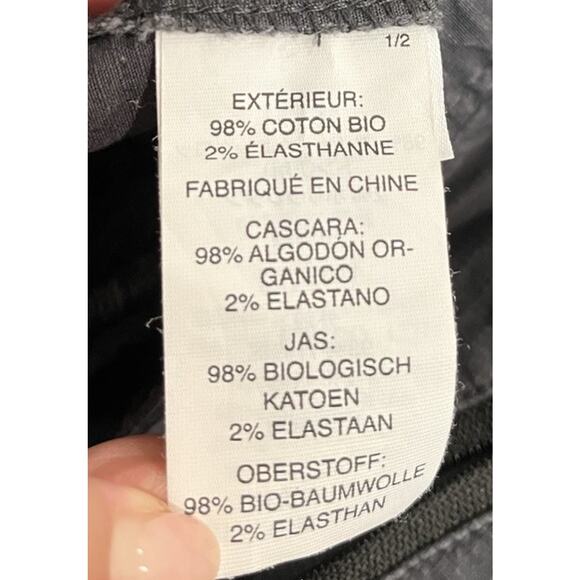 1/2
EXTÉRIEUR:
98% COTON BIO
2% ÉLASTHANNE
FABRIQUÉ EN CHINE
CASCARA:
98% ALGODÓN OR-
GANICO
2% ELASTANO
JAS:
98% BIOLOGISCH
KATOEN
2% ELASTAAN
OBERSTOFF:
98% BIO-BAUMWOLLE
2% ELASTHAN